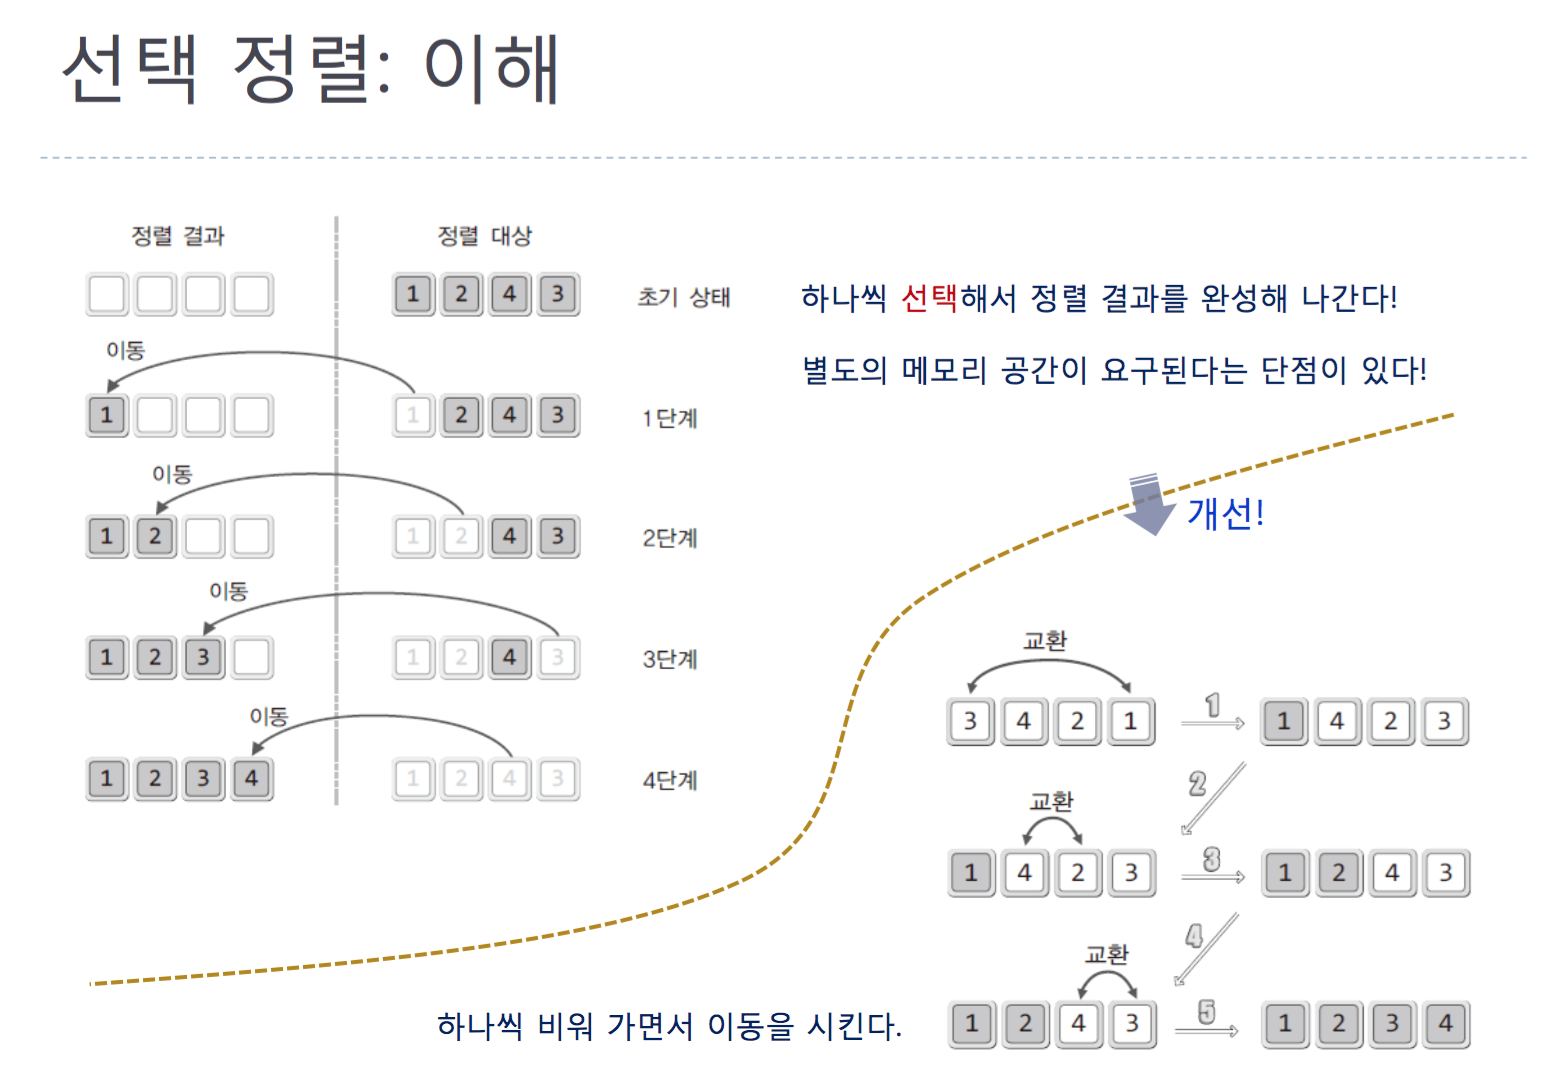 선택 정렬: 이해
정렬 결과
정렬 대상
1 2 4 3
초기 상태
이동
1
1 2 4 3
1단계
이동
1 2
1 2 4 3
2단계
이동
1 2 3
1 2 4 3
3단계
이동
1 2 3 4
1 2 4 3
4단계
하나씩 선택해서 정렬 결과를 완성해 나간다!
별도의 메모리 공간이 요구된다는 단점이 있다!
개선!
교환
3 4 2 1
1
1 4 2 3
2
교환
1 4 2 3
3
1 2 4 3
4
교환
1 2 4 3
5
1 2 3 4
하나씩 비워 가면서 이동을 시킨다.